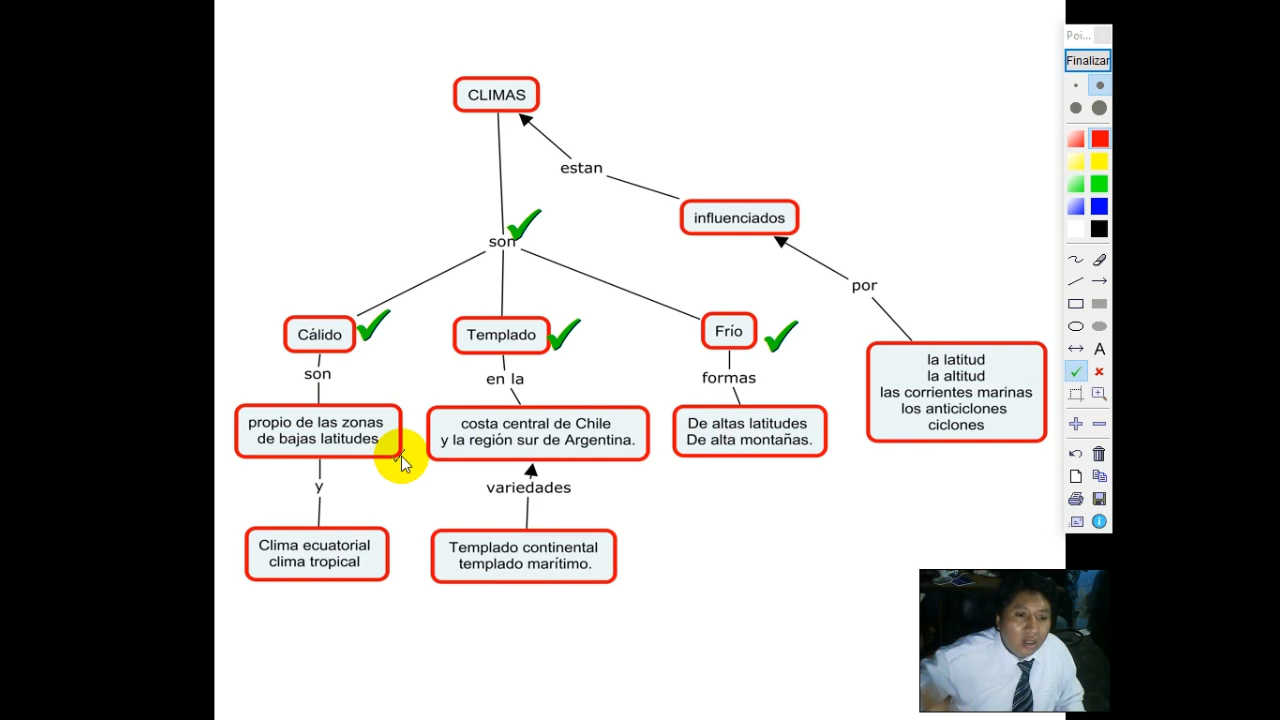 CLIMAS
estan
influenciados
son
por
Cálido
Templado
Frío
son
en la
formas
la latitud
la altitud
las corrientes marinas
los anticiclones
ciclones
propio de las zonas
de bajas latitudes
costa central de Chile
y la región sur de Argentina.
De altas latitudes
De alta montañas.
y
variedades
Clima ecuatorial
clima tropical
Templado continental
templado marítimo.
Poi...
Finalizar
A